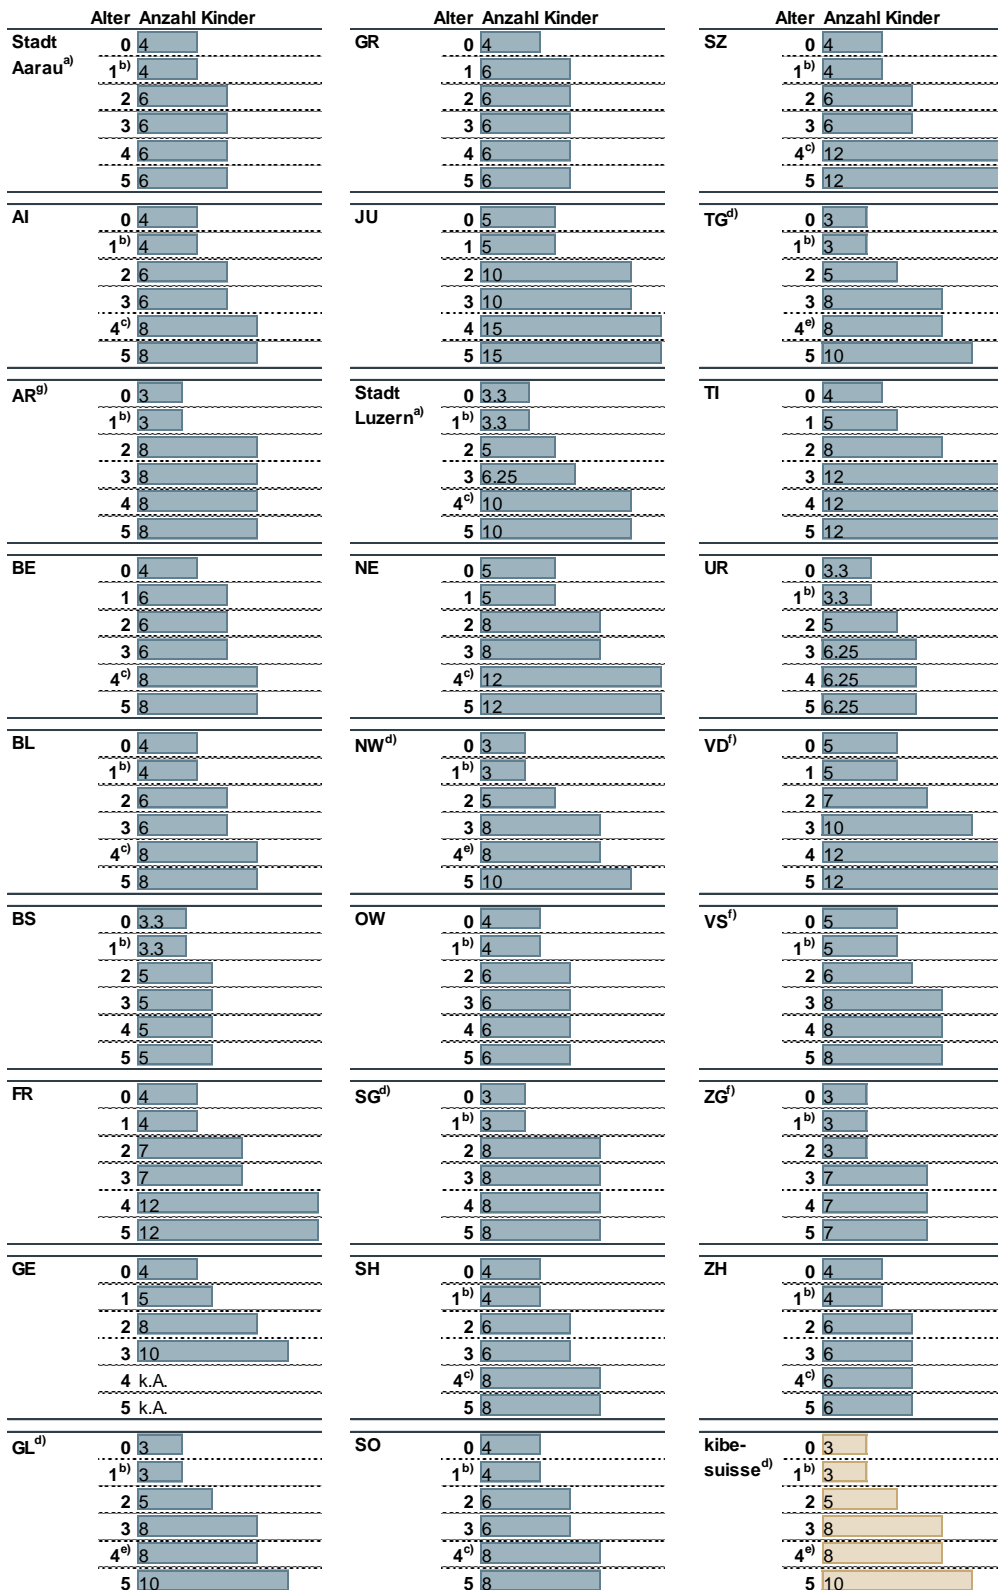 Alter Anzahl Kinder
Stadt Aarau a)
0 4
1 b) 4
2 6
3 6
4 6
5 6
AI
0 4
1 b) 4
2 6
3 6
4 c) 8
5 8
AR g)
0 3
1 b) 3
2 8
3 8
4 8
5 8
BE
0 4
1 6
2 6
3 6
4 c) 8
5 8
BL
0 4
1 b) 4
2 6
3 6
4 c) 8
5 8
BS
0 3.3
1 b) 3.3
2 5
3 5
4 5
5 5
FR
0 4
1 4
2 7
3 7
4 12
5 12
GE
0 4
1 5
2 8
3 10
4 k.A.
5 k.A.
GL d)
0 3
1 b) 3
2 5
3 8
4 e) 8
5 10
Alter Anzahl Kinder
GR
0 4
1 6
2 6
3 6
4 6
5 6
JU
0 5
1 5
2 10
3 10
4 15
5 15
Stadt Luzern a)
0 3.3
1 b) 3.3
2 5
3 6.25
4 c) 10
5 10
NE
0 5
1 5
2 8
3 8
4 c) 12
5 12
NW d)
0 3
1 b) 3
2 5
3 8
4 e) 8
5 10
OW
0 4
1 b) 4
2 6
3 6
4 6
5 6
SG d)
0 3
1 b) 3
2 8
3 8
4 8
5 8
SH
0 4
1 b) 4
2 6
3 6
4 c) 8
5 8
SO
0 4
1 b) 4
2 6
3 6
4 c) 8
5 8
Alter Anzahl Kinder
SZ
0 4
1 b) 4
2 6
3 6
4 c) 12
5 12
TG d)
0 3
1 b) 3
2 5
3 8
4 e) 8
5 10
TI
0 4
1 5
2 8
3 12
4 12
5 12
UR
0 3.3
1 b) 3.3
2 5
3 6.25
4 6.25
5 6.25
VD f)
0 5
1 5
2 7
3 10
4 12
5 12
VS f)
0 5
1 b) 5
2 6
3 8
4 8
5 8
ZG f)
0 3
1 b) 3
2 3
3 7
4 7
5 7
ZH
0 4
1 b) 4
2 6
3 6
4 c) 6
5 6
kibe-
suisse d)
0 3
1 b) 3
2 5
3 8
4 e) 8
5 10